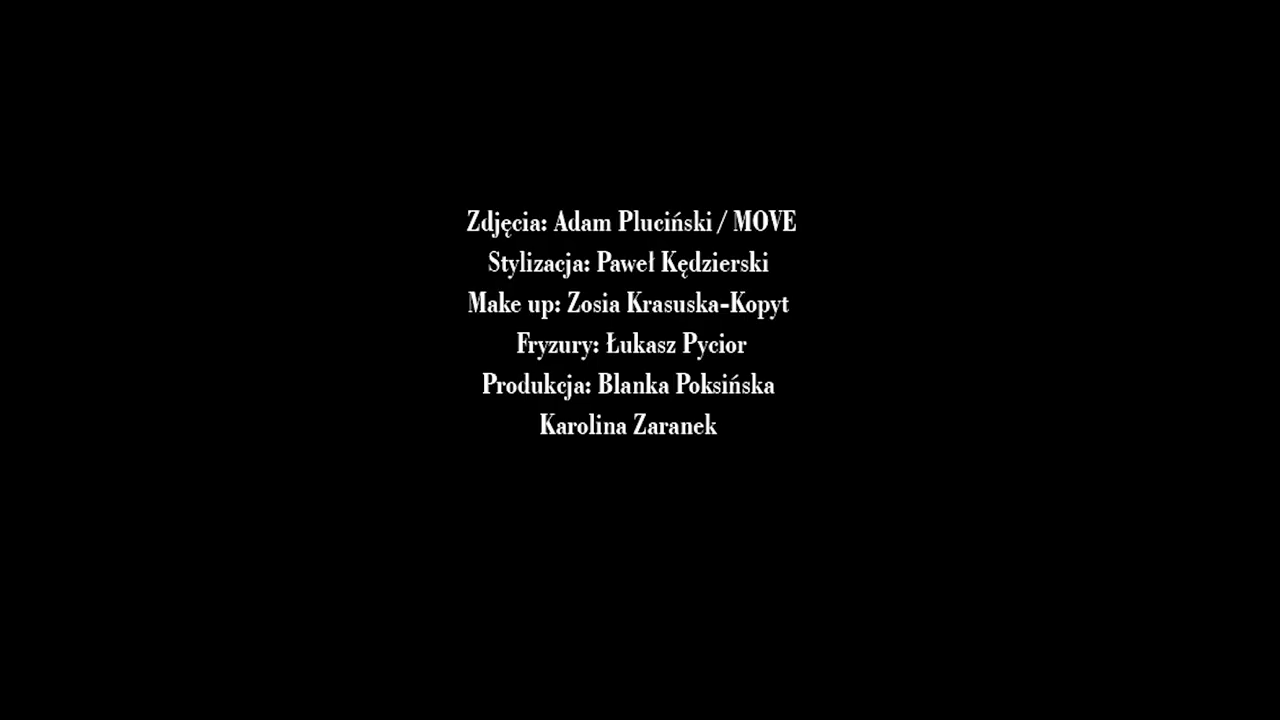 Zdjęcia: Adam Pluciński / MOVE
Stylizacja: Paweł Kędzierski
Make up: Zosia Krasuska-Kopyt
Fryzury: Łukasz Pycior
Produkcja: Blanka Poksińska
Karolina Zaranek